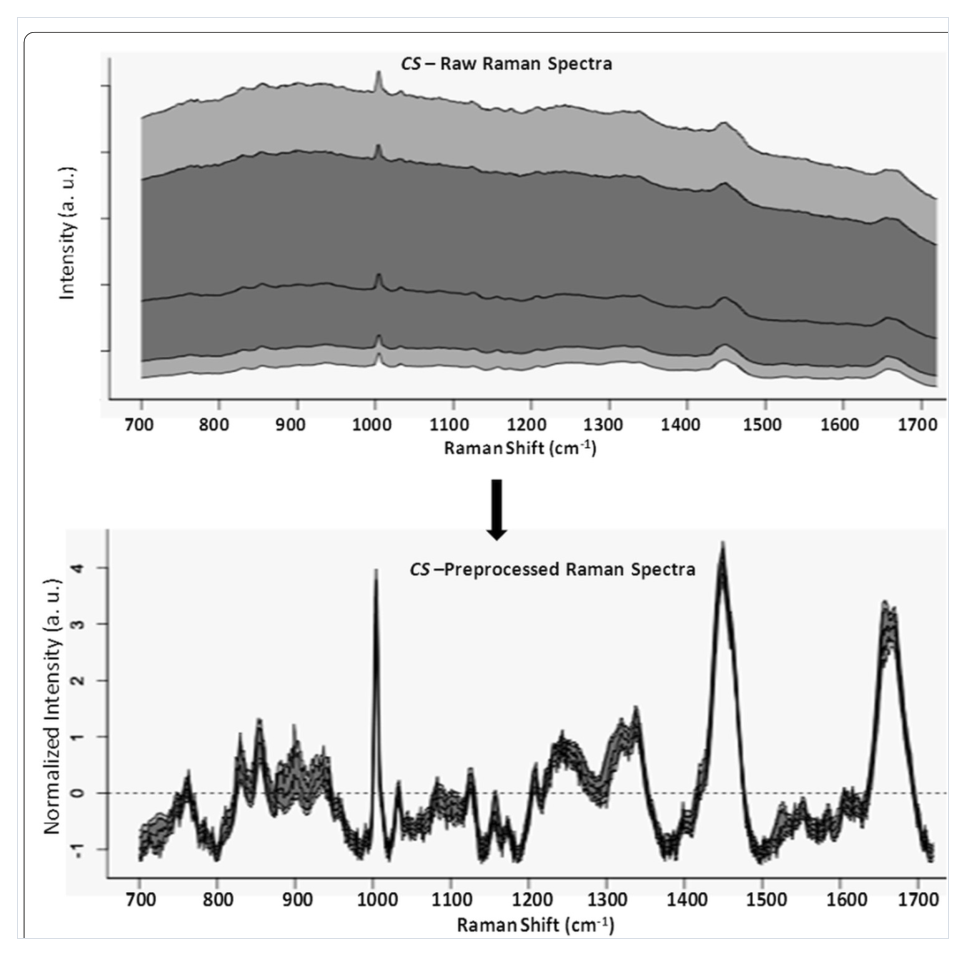 CS – Raw Raman Spectra
Intensity (a. u.)
700 800 900 1000 1100 1200 1300 1400 1500 1600 1700
Raman Shift (cm-1)
CS –Preprocessed Raman Spectra
Normalized Intensity (a. u.)
4
3
2
1
0
-1
700 800 900 1000 1100 1200 1300 1400 1500 1600 1700
Raman Shift (cm-1)